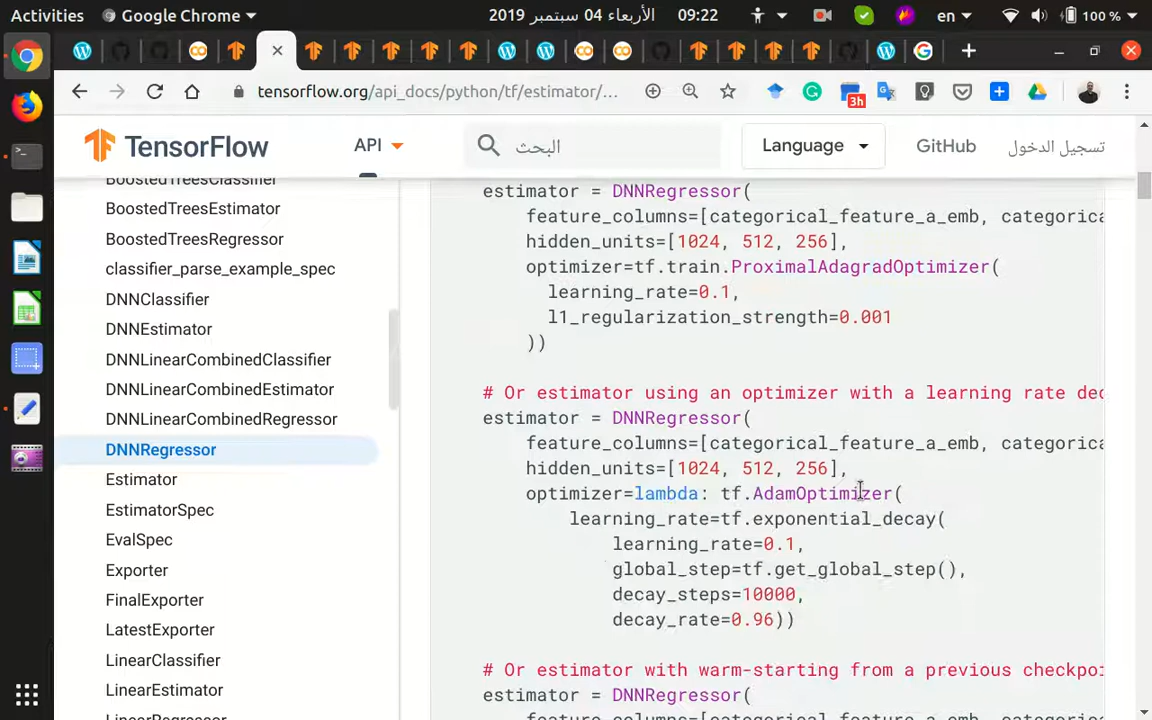 Activities
Google Chrome
الأربعاء 04 سبتمبر 2019
09:22
en
100 %
tensorflow.org/api_docs/python/tf/estimator/...
3h
TensorFlow
API
البحث
Language
GitHub
تسجيل الدخول
BoostedTreesClassifier
BoostedTreesEstimator
BoostedTreesRegressor
classifier_parse_example_spec
DNNClassifier
DNNEstimator
DNNLinearCombinedClassifier
DNNLinearCombinedEstimator
DNNLinearCombinedRegressor
DNNRegressor
Estimator
EstimatorSpec
EvalSpec
Exporter
FinalExporter
LatestExporter
LinearClassifier
LinearEstimator
LinearRegressor
estimator = DNNRegressor(
feature_columns=[categorical_feature_a_emb, categorica
hidden_units=[1024, 512, 256],
optimizer=tf.train.ProximalAdagradOptimizer(
learning_rate=0.1,
l1_regularization_strength=0.001
))
# Or estimator using an optimizer with a learning rate dec
estimator = DNNRegressor(
feature_columns=[categorical_feature_a_emb, categorica
hidden_units=[1024, 512, 256],
optimizer=lambda: tf.AdamOptimizer(
learning_rate=tf.exponential_decay(
learning_rate=0.1,
global_step=tf.get_global_step(),
decay_steps=10000,
decay_rate=0.96))
# Or estimator with warm-starting from a previous checkpoi
estimator = DNNRegressor(
feature_columns=[categorical_feature_a_emb, categorica